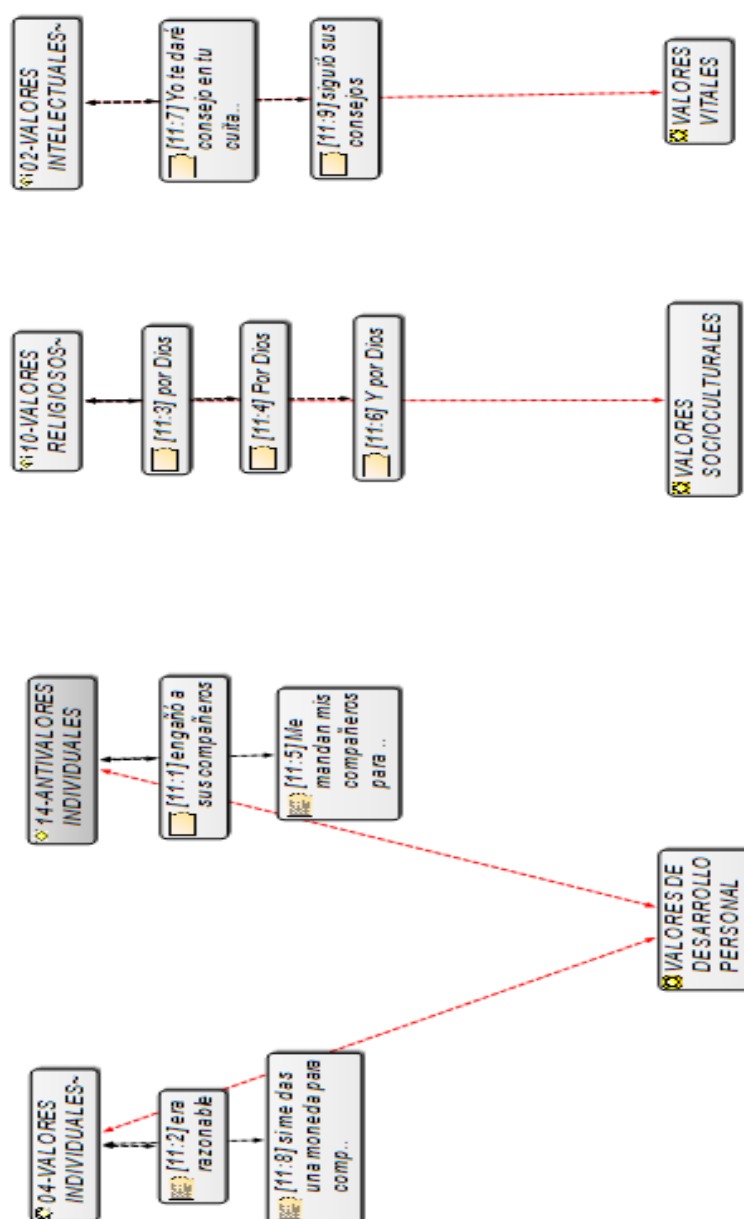 04-VALORES
INDIVIDUALES~
[11:2] era
razonable
[11:8] si me das
una moneda para
comp..
14-ANTIVALORES
INDIVIDUALES
[11:1] engañó a
sus compañeros
[11:5] Me
mandan mis
compañeros
para ..
VALORES DE
DESARROLLO
PERSONAL
10-VALORES
RELIGIOSOS~
[11:3] por Dios
[11:4] Por Dios
[11:6] Y por Dios
VALORES
SOCIOCULTURALES
02-VALORES
INTELECTUALES~
[11:7] Yo te daré
consejo en tu
cuita..
[11:9] siguió sus
consejos
VALORES
VITALES